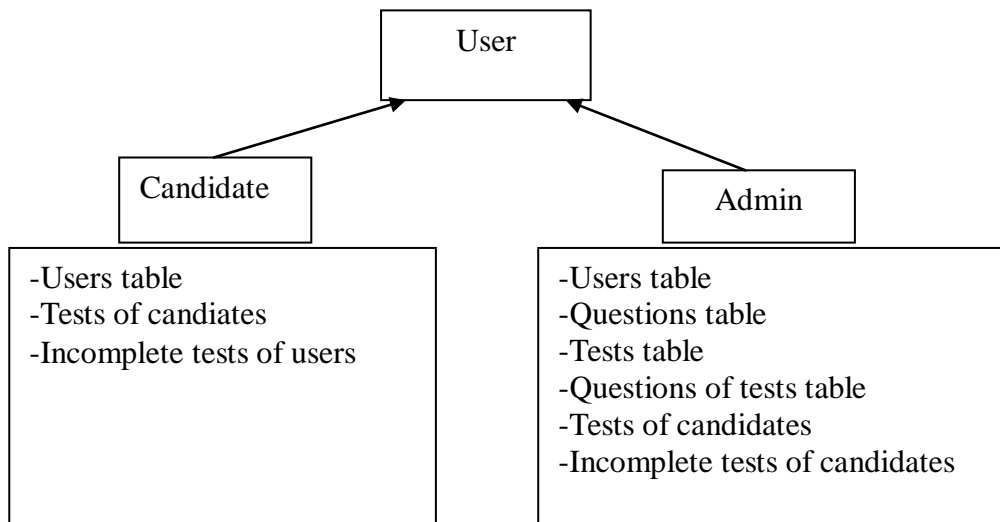 User
Candidate
Admin
-Users table
-Tests of candiates
-Incomplete tests of users
-Users table
-Questions table
-Tests table
-Questions of tests table
-Tests of candidates
-Incomplete tests of candidates